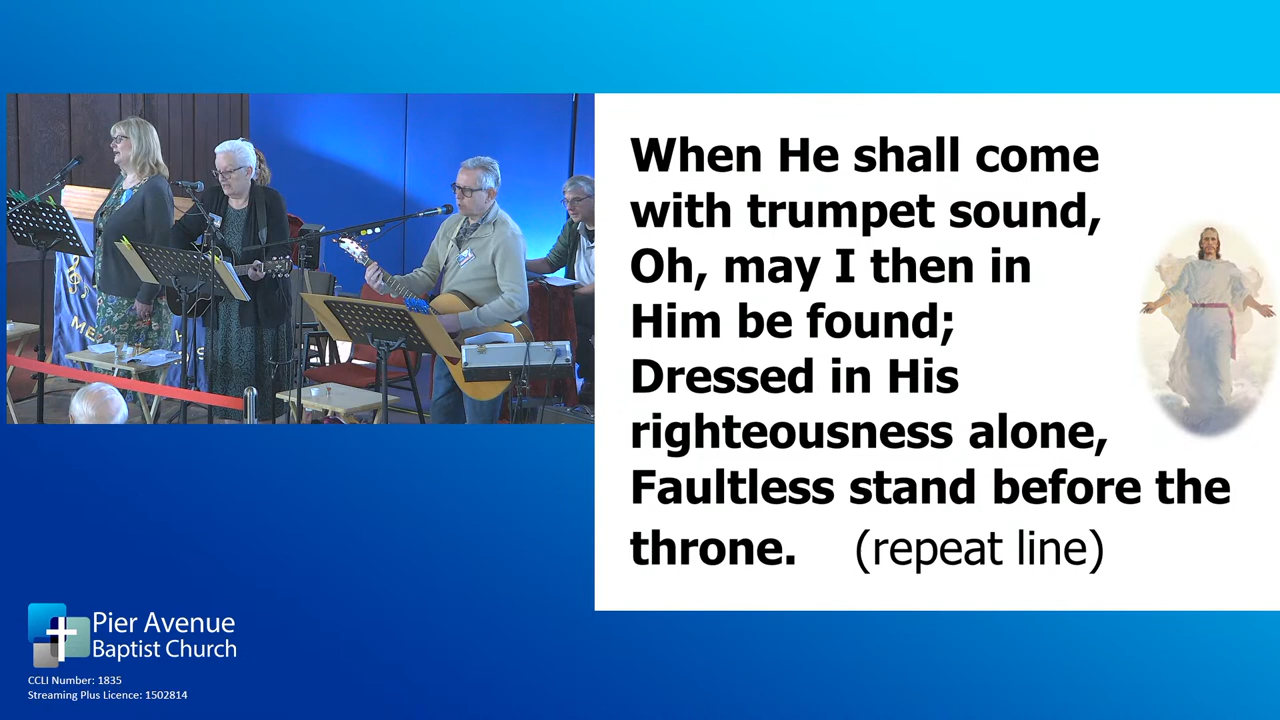 When He shall come
with trumpet sound,
Oh, may I then in
Him be found;
Dressed in His
righteousness alone,
Faultless stand before the
throne. (repeat line)
Pier Avenue
Baptist Church
CCLI Number: 1835
Streaming Plus Licence: 1502814